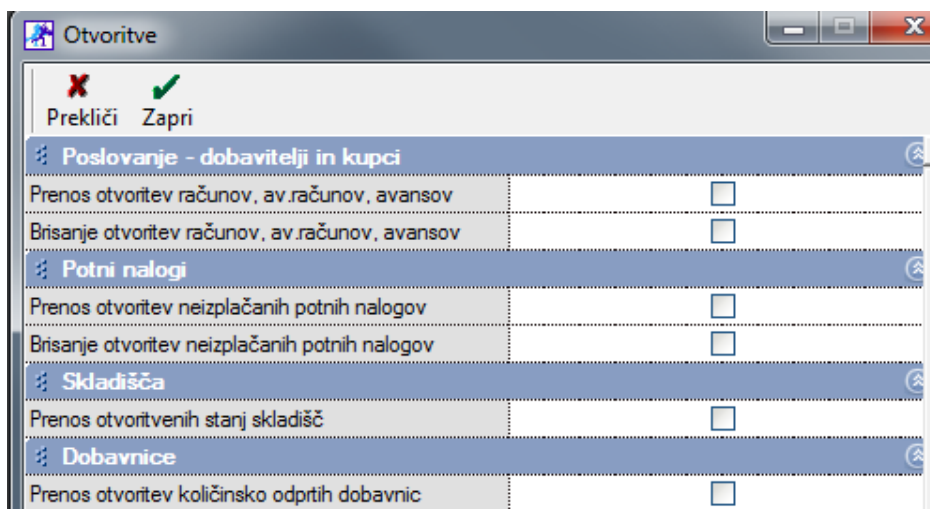 Otvoritve
Prekliči Zapri
Poslovanje - dobavitelji in kupci
Prenos otvoritev računov, av.računov, avansov
Brisanje otvoritev računov, av.računov, avansov
Potni nalogi
Prenos otvoritev neizplačanih potnih nalogov
Brisanje otvoritev neizplačanih potnih nalogov
Skladišča
Prenos otvoritvenih stanj skladišč
Dobavnice
Prenos otvoritev količinsko odprtih dobavnic